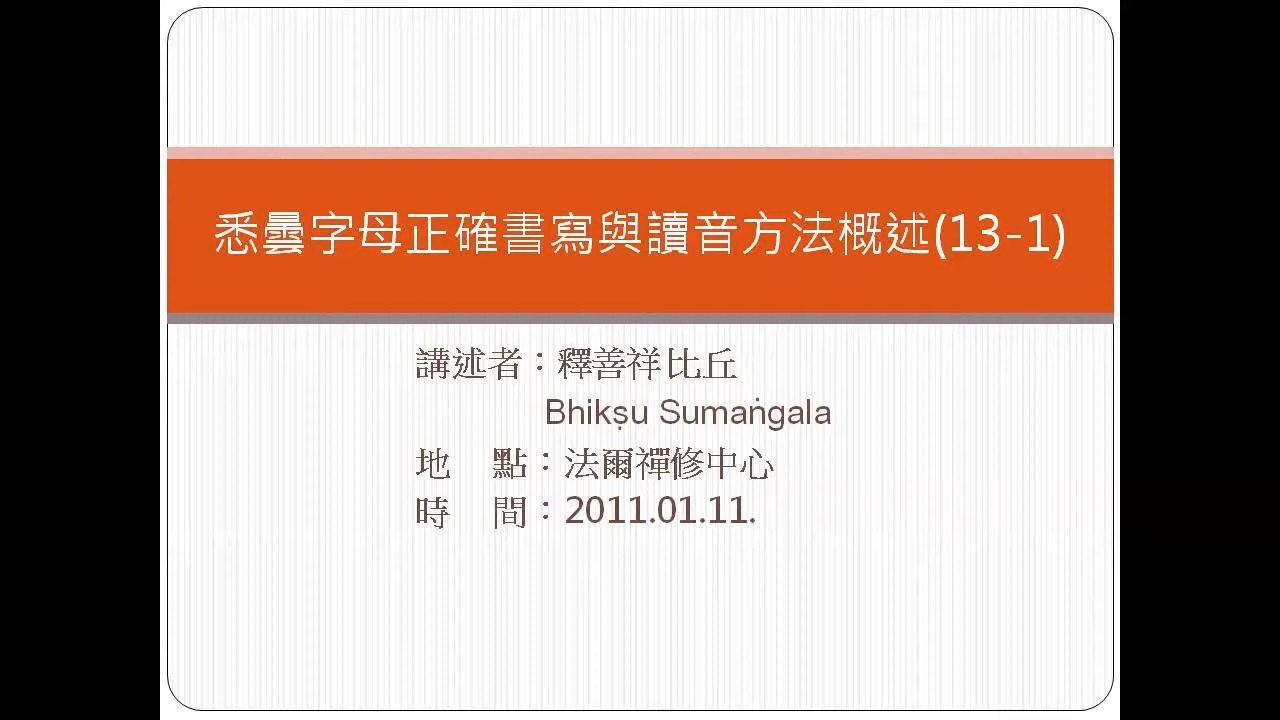 悉曇字母正確書寫與讀音方法概述(13-1)
講述者：釋善祥比丘
Bhikṣu Sumaṅgala
地　點：法爾禪修中心
時　間：2011.01.11.